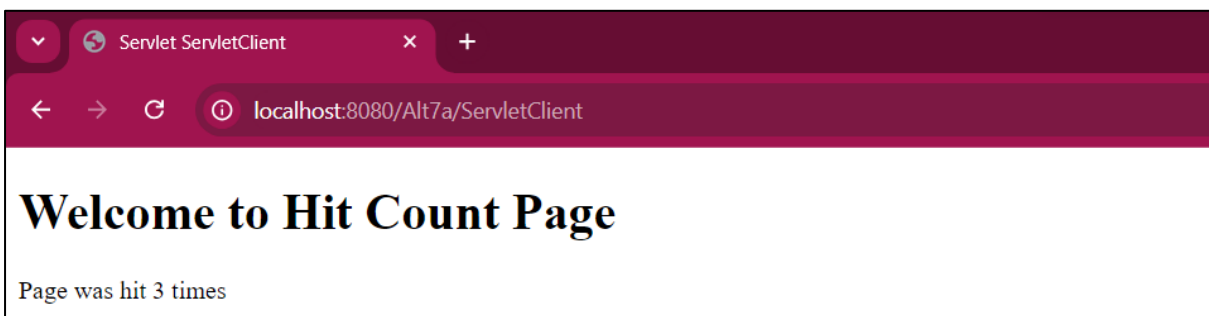 Servlet ServletClient
localhost:8080/Alt7a/ServletClient
Welcome to Hit Count Page
Page was hit 3 times